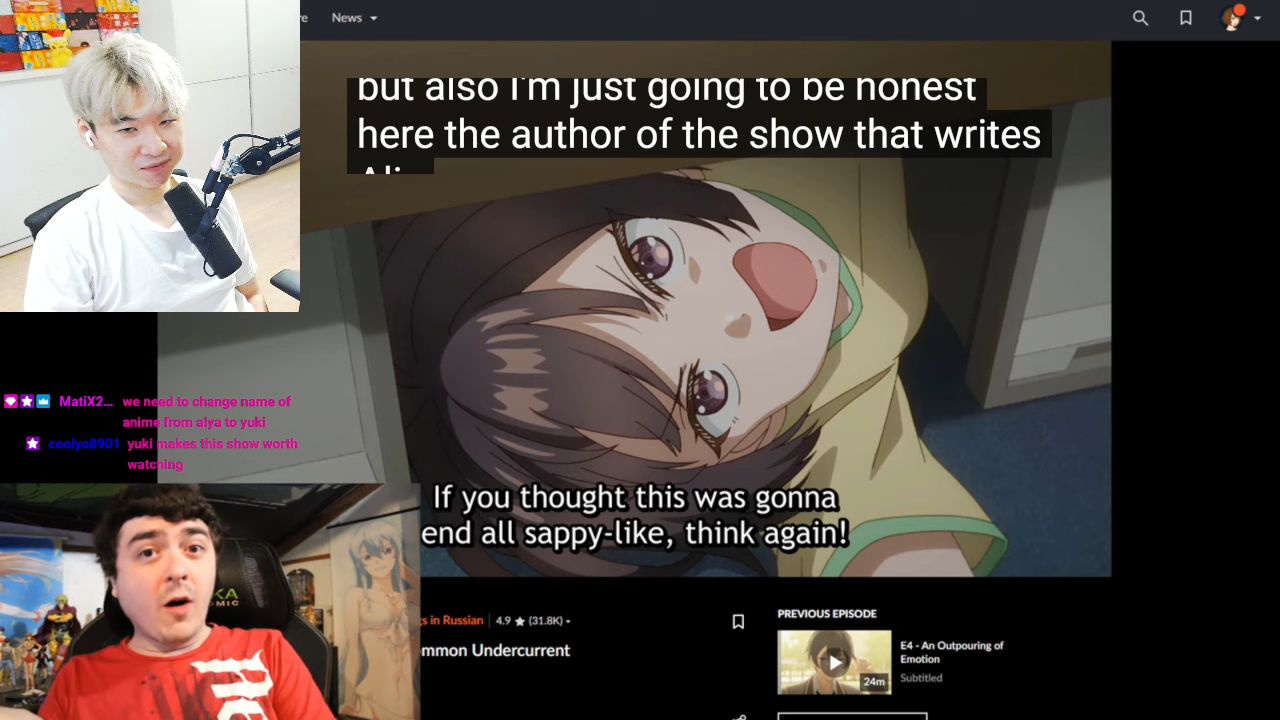 re
News
but also I'm just going to be honest
here the author of the show that writes
MatiX2... we need to change name of
anime from alya to yuki
coolyo8901 yuki makes this show worth
watching
If you thought this was gonna
end all sappy-like, think again!
s in Russian 4.9 ★ (31.8K)
mmon Undercurrent
PREVIOUS EPISODE
24m
E4 - An Outpouring of
Emotion
Subtitled